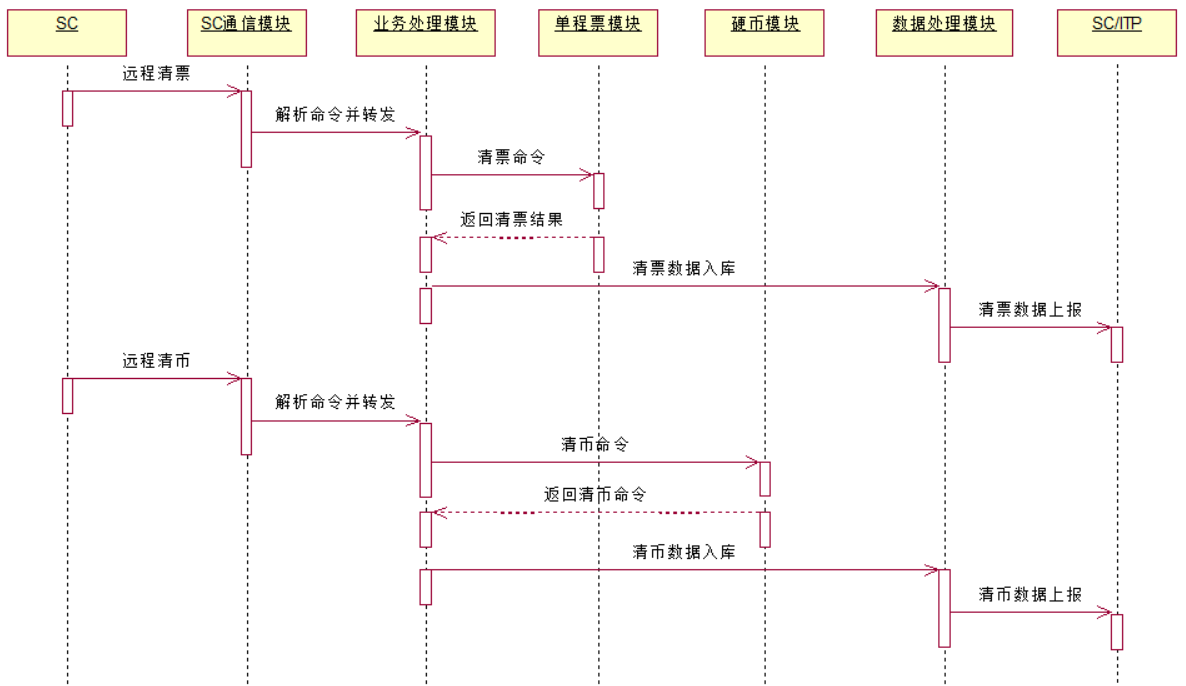 SC
SC通信模块
业务处理模块
单程票模块
硬币模块
数据处理模块
SC/ITP
远程清票
解析命令并转发
清票命令
返回清票结果
清票数据入库
清票数据上报
远程清币
解析命令并转发
清币命令
返回清币命令
清币数据入库
清币数据上报